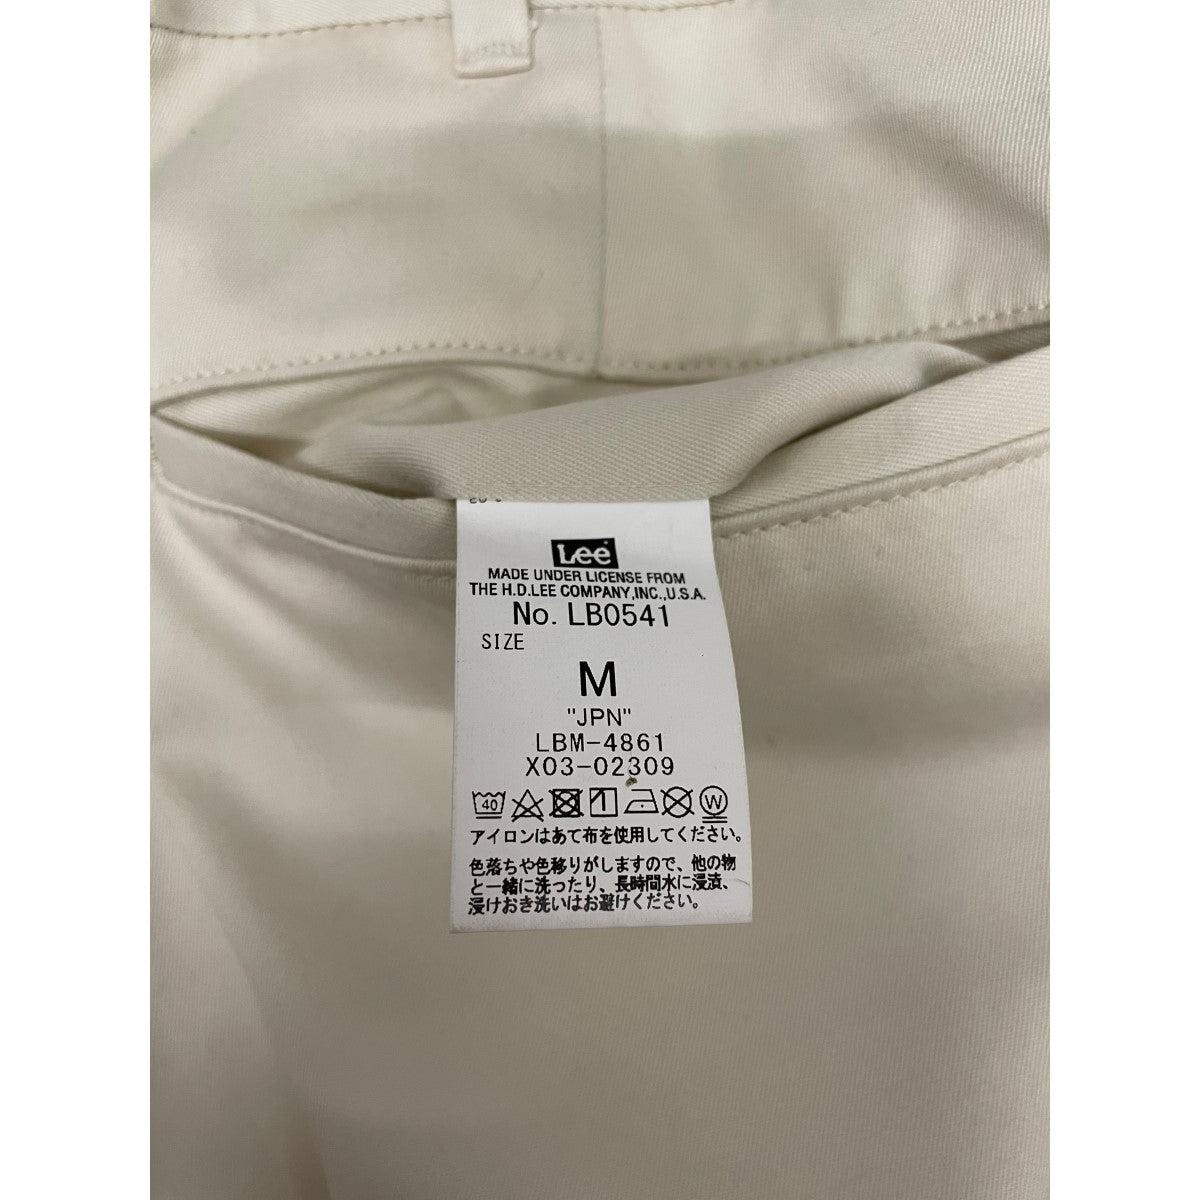 Lee
MADE UNDER LICENSE FROM
THE H.D.LEE COMPANY,INC.,U.S.A.
No. LB0541
SIZE
M
"JPN"
LBM-4861
X03-02309
40 W
アイロンはあて布を使用してください。
色落ちや色移りがしますので、他の物
と一緒に洗ったり、長時間水に浸漬、
浸けおき洗いはお避けください。